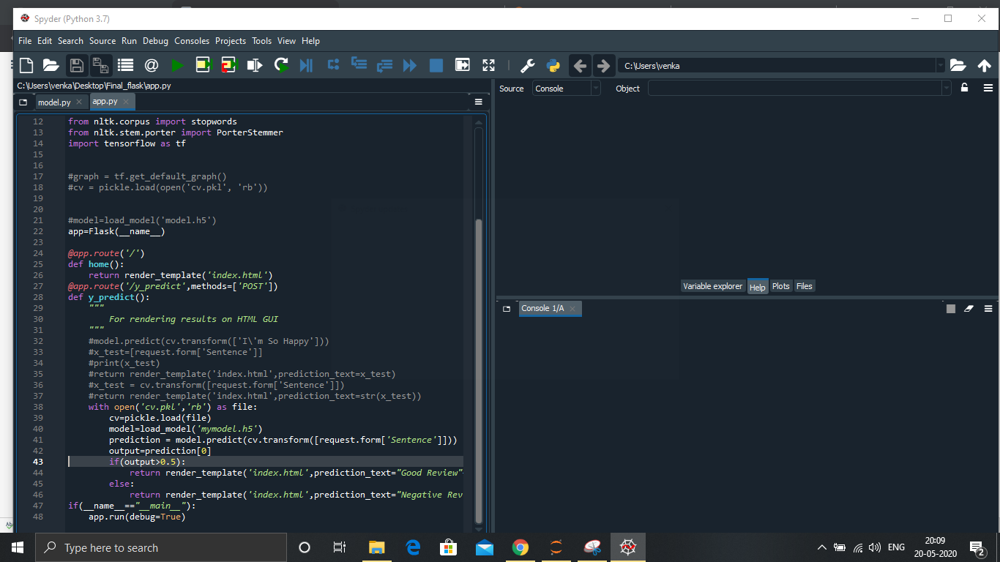 Spyder (Python 3.7)
File Edit Search Source Run Debug Consoles Projects Tools View Help
C:\Users\venka
C:\Users\venka\Desktop\Final_flask\app.py
Source Console Object
model.py app.py
12 from nltk.corpus import stopwords
13 from nltk.stem.porter import PorterStemmer
14 import tensorflow as tf
15
16
17 #graph = tf.get_default_graph()
18 #cv = pickle.load(open('cv.pkl', 'rb'))
19
20
21 #model=load_model('model.h5')
22 app=Flask(__name__)
23
24 @app.route('/')
25 def home():
26 return render_template('index.html')
27 @app.route('/y_predict',methods=['POST'])
28 def y_predict():
29 """
30 For rendering results on HTML GUI
31 """
32 #model.predict(cv.transform(['I\'m So Happy']))
33 #x_test=[request.form['Sentence']]
34 #print(x_test)
35 #return render_template('index.html',prediction_text=x_test)
36 #x_test = cv.transform([request.form['Sentence']])
37 #return render_template('index.html',prediction_text=str(x_test))
38 with open('cv.pkl','rb') as file:
39 cv=pickle.load(file)
40 model=load_model('mymodel.h5')
41 prediction = model.predict(cv.transform([request.form['Sentence']]))
42 output=prediction[0]
43 if(output>0.5):
44 return render_template('index.html',prediction_text="Good Review"
45 else:
46 return render_template('index.html',prediction_text="Negative Rev
47 if(__name__=="__main__"):
48 app.run(debug=True)
Variable explorer Help Plots Files
Console 1/A
Type here to search
ENG
20:09
20-05-2020
2